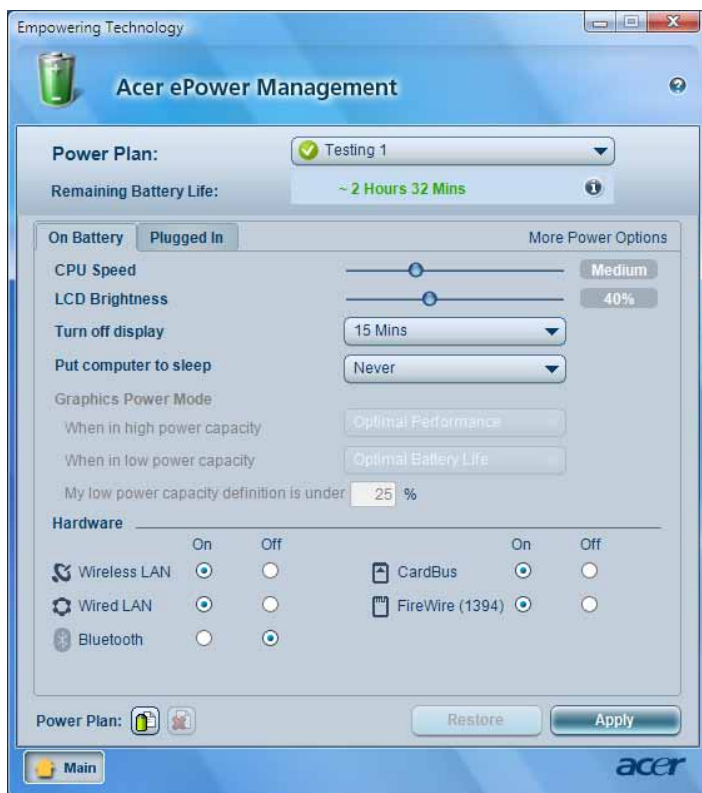 Empowering Technology
Acer ePower Management
Power Plan: Testing 1
Remaining Battery Life: ~ 2 Hours 32 Mins
On Battery Plugged In More Power Options
CPU Speed Medium
LCD Brightness 40%
Turn off display 15 Mins
Put computer to sleep Never
Graphics Power Mode
When in high power capacity Optimal Performance
When in low power capacity Optimal Battery Life
My low power capacity definition is under 25 %
Hardware
On Off On Off
Wireless LAN CardBus
Wired LAN FireWire (1394)
Bluetooth
Power Plan: Restore Apply
Main acer